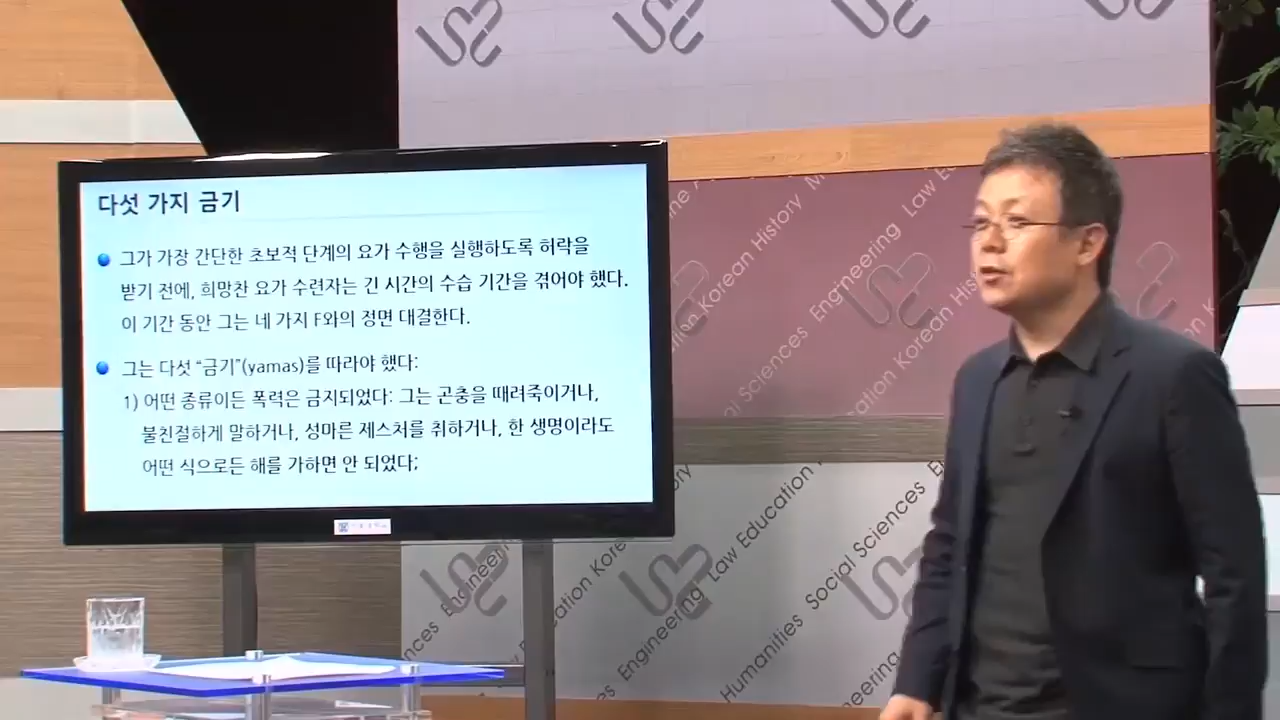 다섯 가지 금기
그가 가장 간단한 초보적 단계의 요가 수행을 실행하도록 허락을
받기 전에, 희망찬 요가 수련자는 긴 시간의 수습 기간을 겪어야 했다.
이 기간 동안 그는 네 가지 F와의 정면 대결한다.
그는 다섯 “금기”(yamas)를 따라야 했다:
1) 어떤 종류이든 폭력은 금지되었다: 그는 곤충을 때려죽이거나,
불친절하게 말하거나, 성마른 제스처를 취하거나, 한 생명이라도
어떤 식으로든 해를 가하면 안 되었다;
Korean History
Social Sciences Engineering Law
Korean
Engineering Law Education
Humanities Social Sciences